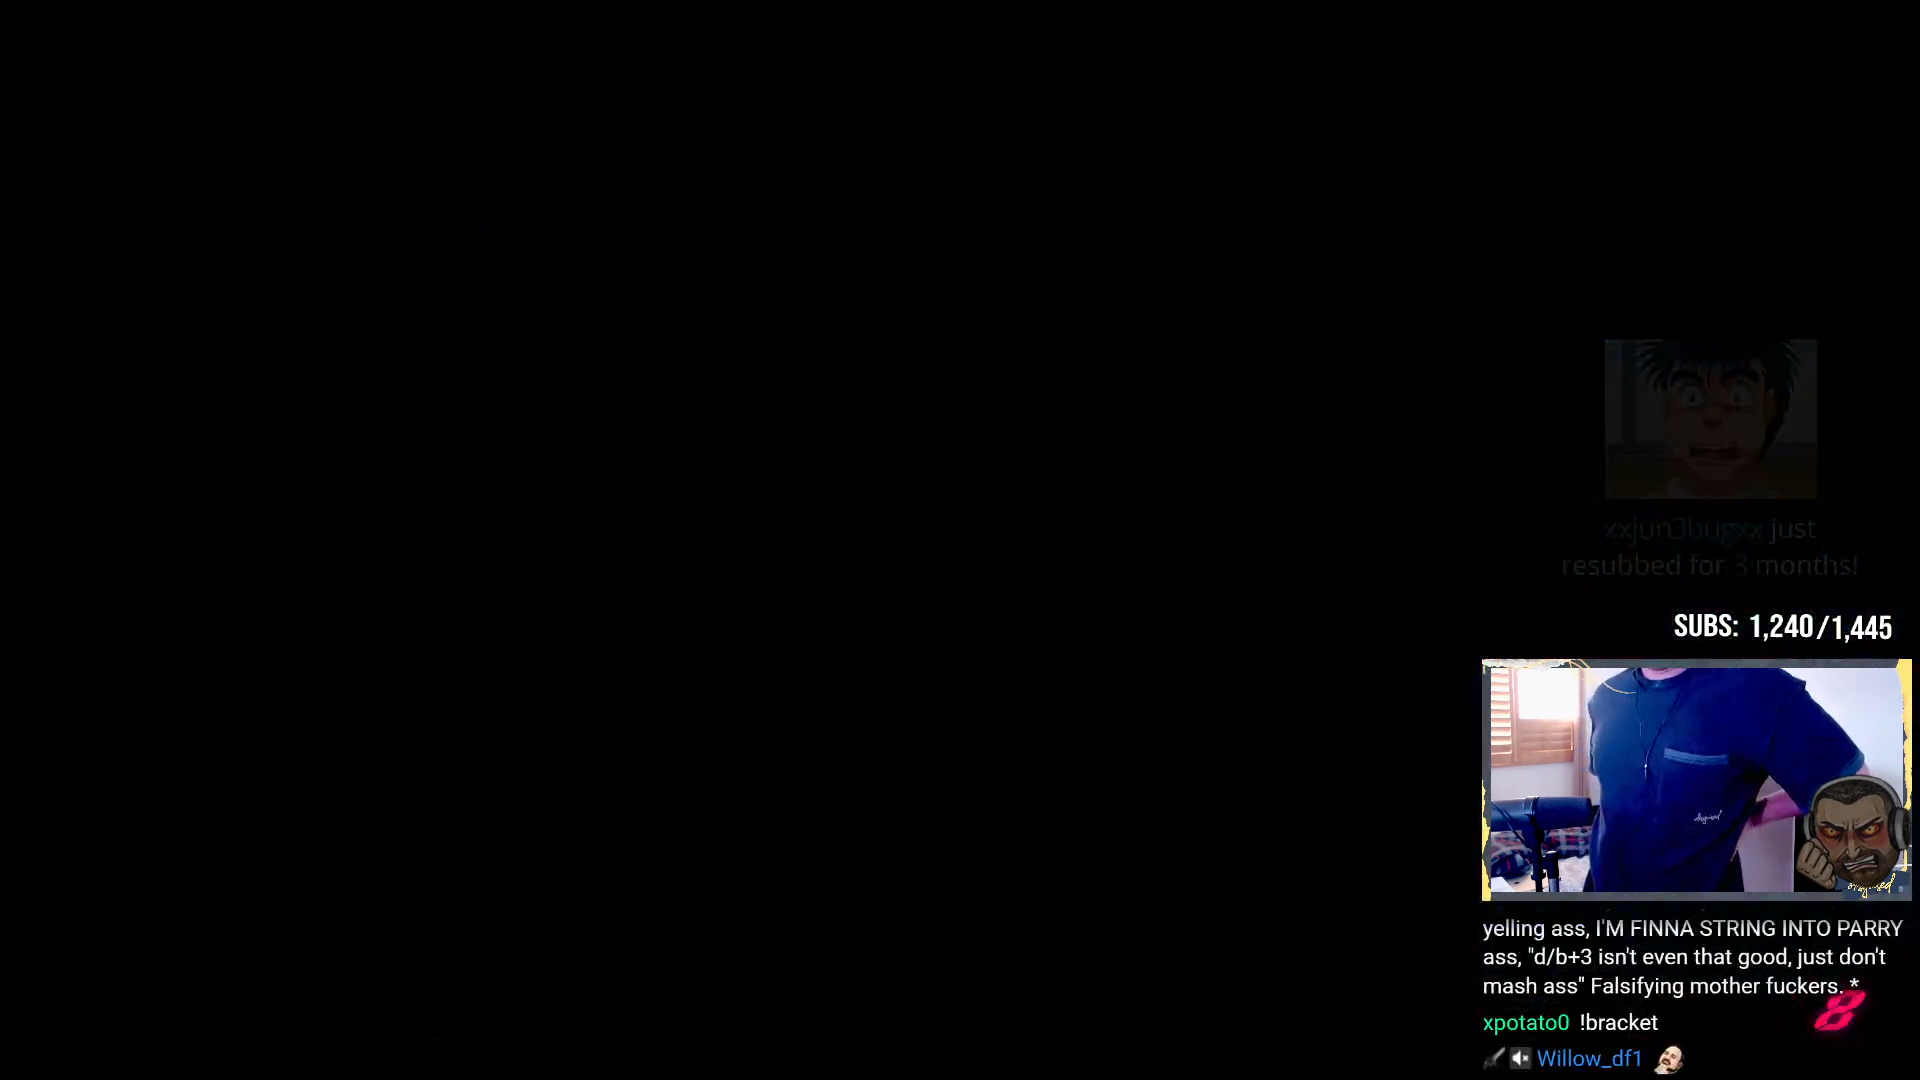 xxjun3bugxx just
resubbed for 3 months!
SUBS: 1,240/1,445
yelling ass, I'M FINNA STRING INTO PARRY
ass, "d/b+3 isn't even that good, just don't
mash ass" Falsifying mother fuckers. *
8
xpotato0 !bracket
Willow_df1